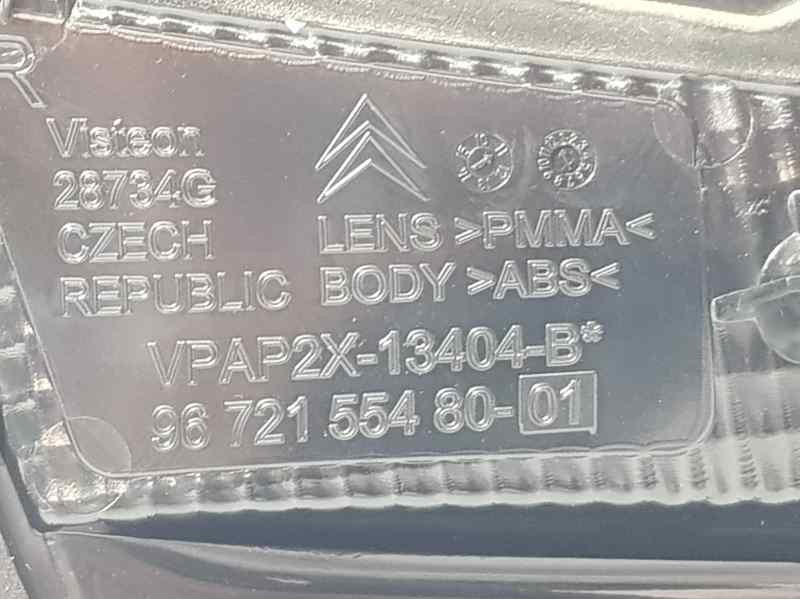 R
Visteon
28734G
CZECH
REPUBLIC
LENS >PMMA<
BODY >ABS<
VPAP2X-13404-B*
96 721 554 80-01